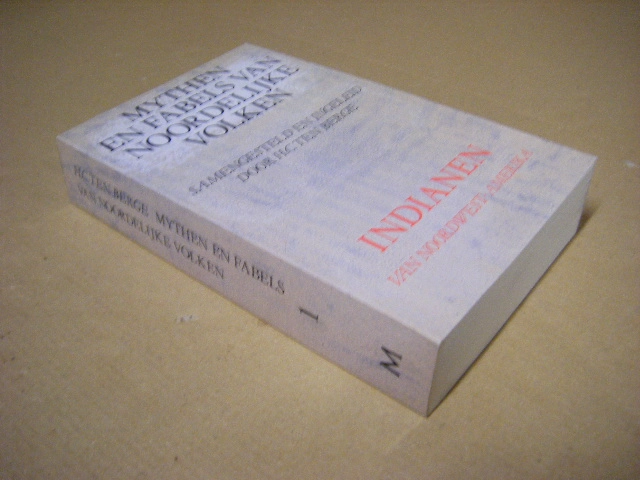 MYTHEN
EN FABELS VAN
NOORDELIJKE
VOLKEN
SAMENGESTELD EN INGELEID
DOOR H.C. TEN BERGE
INDIANEN
VAN NOORDWEST-AMERIKA
H.C. TEN BERGE MYTHEN EN FABELS
VAN NOORDELIJKE VOLKEN
1
M